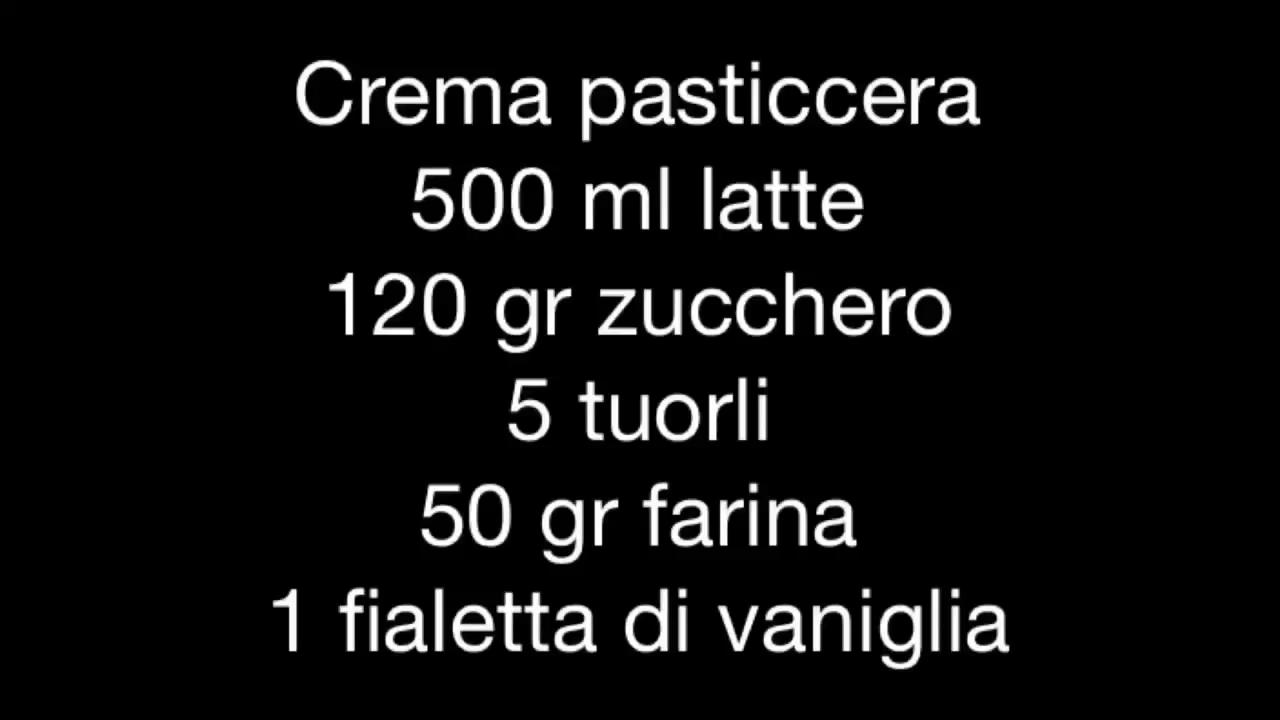 Crema pasticcera
500 ml latte
120 gr zucchero
5 tuorli
50 gr farina
1 fialetta di vaniglia